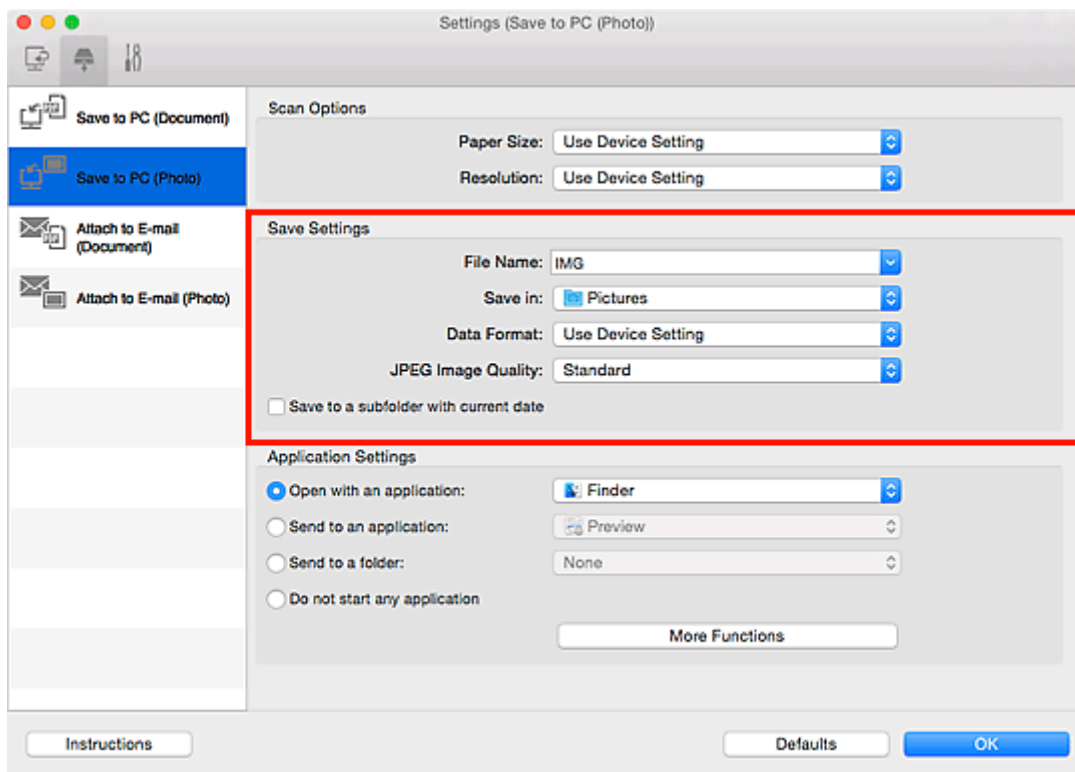 Settings (Save to PC (Photo))
Save to PC (Document)
Save to PC (Photo)
Attach to E-mail
(Document)
Attach to E-mail (Photo)
Scan Options
Paper Size: Use Device Setting
Resolution: Use Device Setting
Save Settings
File Name: IMG
Save in: Pictures
Data Format: Use Device Setting
JPEG Image Quality: Standard
Save to a subfolder with current date
Application Settings
Open with an application: Finder
Send to an application: Preview
Send to a folder: None
Do not start any application
More Functions
Instructions
Defaults
OK